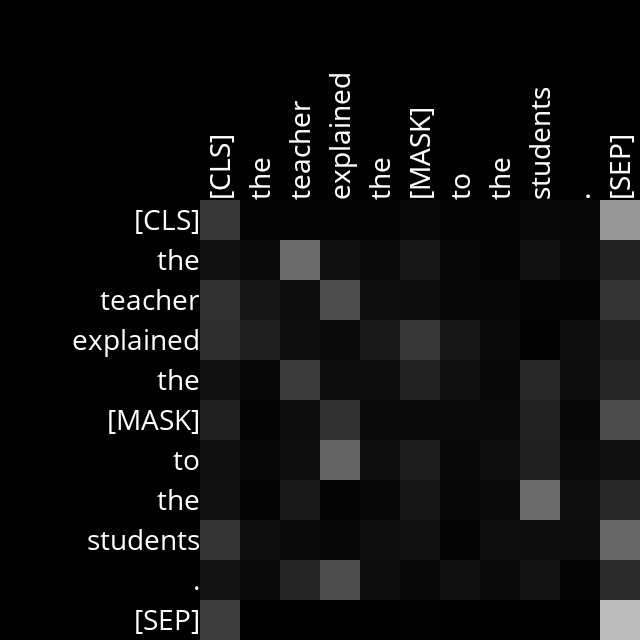 [CLS] the teacher explained the [MASK] to the students . [SEP]
[CLS]
the
teacher
explained
the
[MASK]
to
the
students
.
[SEP]